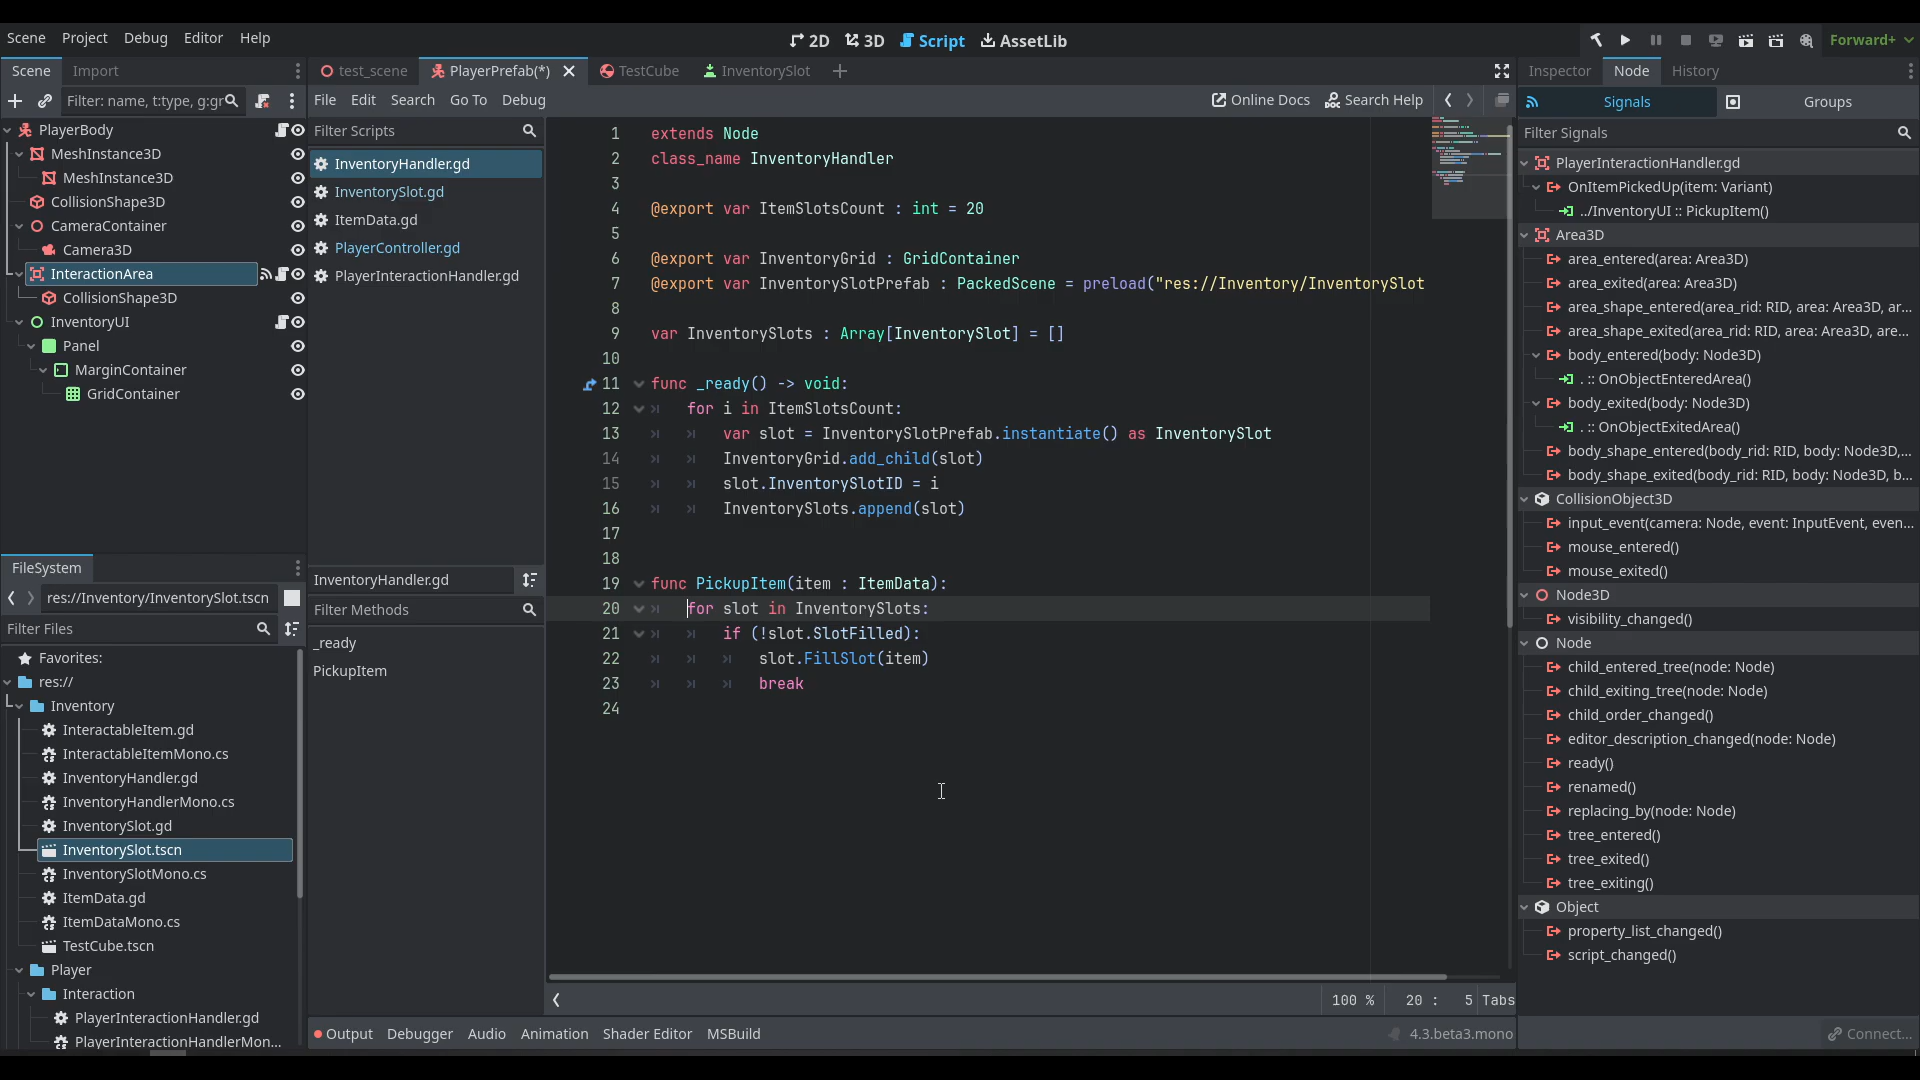 Scene Project Debug Editor Help
2D 3D Script AssetLib
Forward+
Scene Import
Filter: name, t:type, g:gr
PlayerBody
MeshInstance3D
MeshInstance3D
CollisionShape3D
CameraContainer
Camera3D
InteractionArea
CollisionShape3D
InventoryUI
Panel
MarginContainer
GridContainer
FileSystem
res://Inventory/InventorySlot.tscn
Filter Files
Favorites:
res://
Inventory
InteractableItem.gd
InteractableItemMono.cs
InventoryHandler.gd
InventoryHandlerMono.cs
InventorySlot.gd
InventorySlot.tscn
InventorySlotMono.cs
ItemData.gd
ItemDataMono.cs
TestCube.tscn
Player
Interaction
PlayerInteractionHandler.gd
PlayerInteractionHandlerMon...
test_scene PlayerPrefab(*) TestCube InventorySlot
File Edit Search Go To Debug
Online Docs Search Help
Filter Scripts
InventoryHandler.gd
InventorySlot.gd
ItemData.gd
PlayerController.gd
PlayerInteractionHandler.gd
InventoryHandler.gd
Filter Methods
_ready
PickupItem
1 extends Node
2 class_name InventoryHandler
3
4 @export var ItemSlotsCount : int = 20
5
6 @export var InventoryGrid : GridContainer
7 @export var InventorySlotPrefab : PackedScene = preload("res://Inventory/InventorySlot
8
9 var InventorySlots : Array[InventorySlot] = []
10
11 func _ready() -> void:
12 for i in ItemSlotsCount:
13 var slot = InventorySlotPrefab.instantiate() as InventorySlot
14 InventoryGrid.add_child(slot)
15 slot.InventorySlotID = i
16 InventorySlots.append(slot)
17
18
19 func PickupItem(item : ItemData):
20 for slot in InventorySlots:
21 if (!slot.SlotFilled):
22 slot.FillSlot(item)
23 break
24
100 % 20 : 5 Tabs
Output Debugger Audio Animation Shader Editor MSBuild
4.3.beta3.mono
Inspector Node History
Signals Groups
Filter Signals
PlayerInteractionHandler.gd
OnItemPickedUp(item: Variant)
../InventoryUI :: PickupItem()
Area3D
area_entered(area: Area3D)
area_exited(area: Area3D)
area_shape_entered(area_rid: RID, area: Area3D, ar...
area_shape_exited(area_rid: RID, area: Area3D, are...
body_entered(body: Node3D)
. :: OnObjectEnteredArea()
body_exited(body: Node3D)
. :: OnObjectExitedArea()
body_shape_entered(body_rid: RID, body: Node3D,...
body_shape_exited(body_rid: RID, body: Node3D, b...
CollisionObject3D
input_event(camera: Node, event: InputEvent, even...
mouse_entered()
mouse_exited()
Node3D
visibility_changed()
Node
child_entered_tree(node: Node)
child_exiting_tree(node: Node)
child_order_changed()
editor_description_changed(node: Node)
ready()
renamed()
replacing_by(node: Node)
tree_entered()
tree_exited()
tree_exiting()
Object
property_list_changed()
script_changed()
Connect...